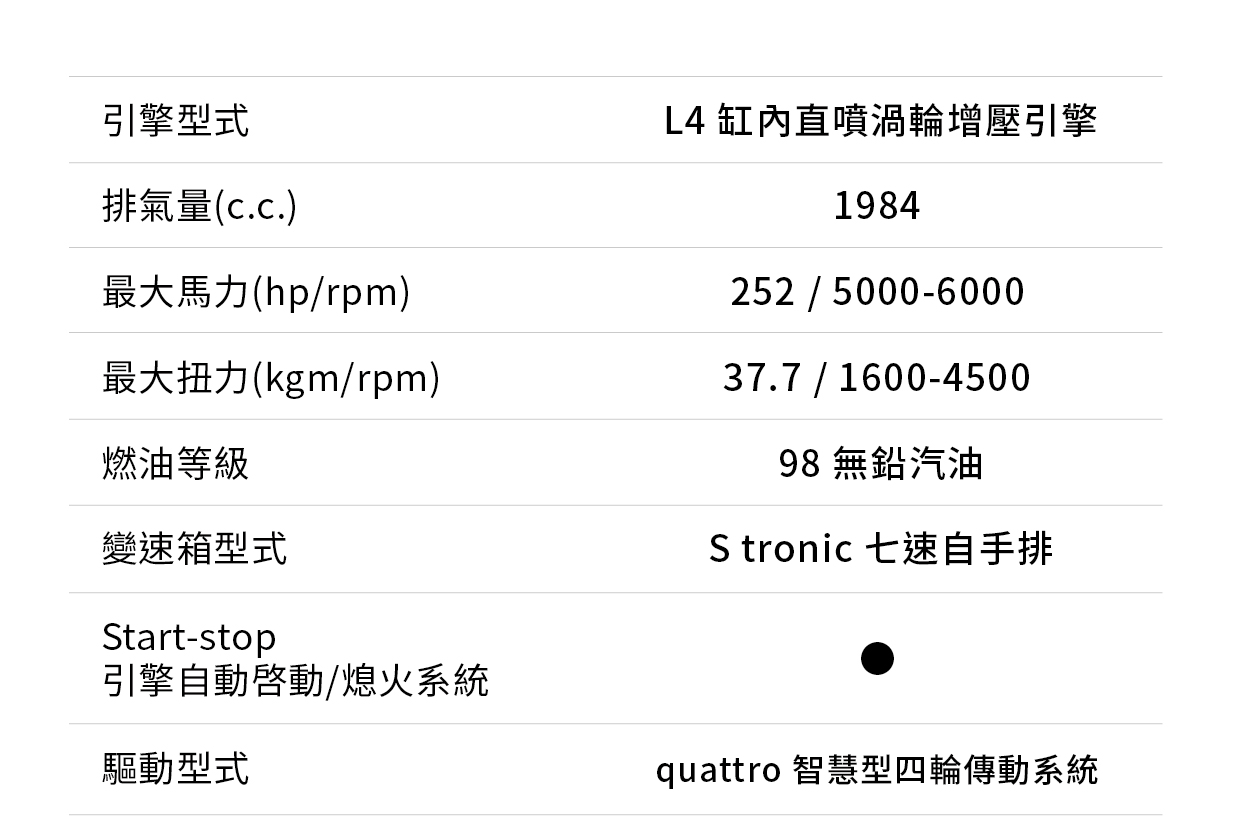 引擎型式 L4 缸內直噴渦輪增壓引擎
排氣量(c.c.) 1984
最大馬力(hp/rpm) 252 / 5000-6000
最大扭力(kgm/rpm) 37.7 / 1600-4500
燃油等級 98 無鉛汽油
變速箱型式 S tronic 七速自手排
Start-stop
引擎自動啓動/熄火系統 ●
驅動型式 quattro 智慧型四輪傳動系統